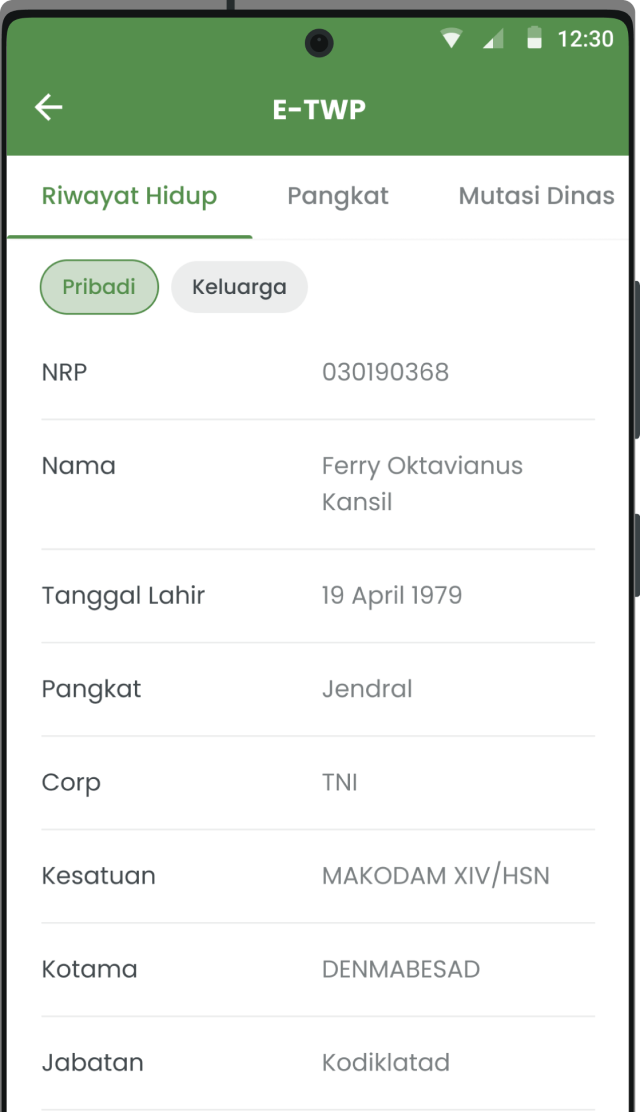 12:30
E-TWP
Riwayat Hidup Pangkat Mutasi Dinas
Pribadi Keluarga
NRP 030190368
Nama Ferry Oktavianus
Kansil
Tanggal Lahir 19 April 1979
Pangkat Jendral
Corp TNI
Kesatuan MAKODAM XIV/HSN
Kotama DENMABESAD
Jabatan Kodiklatad